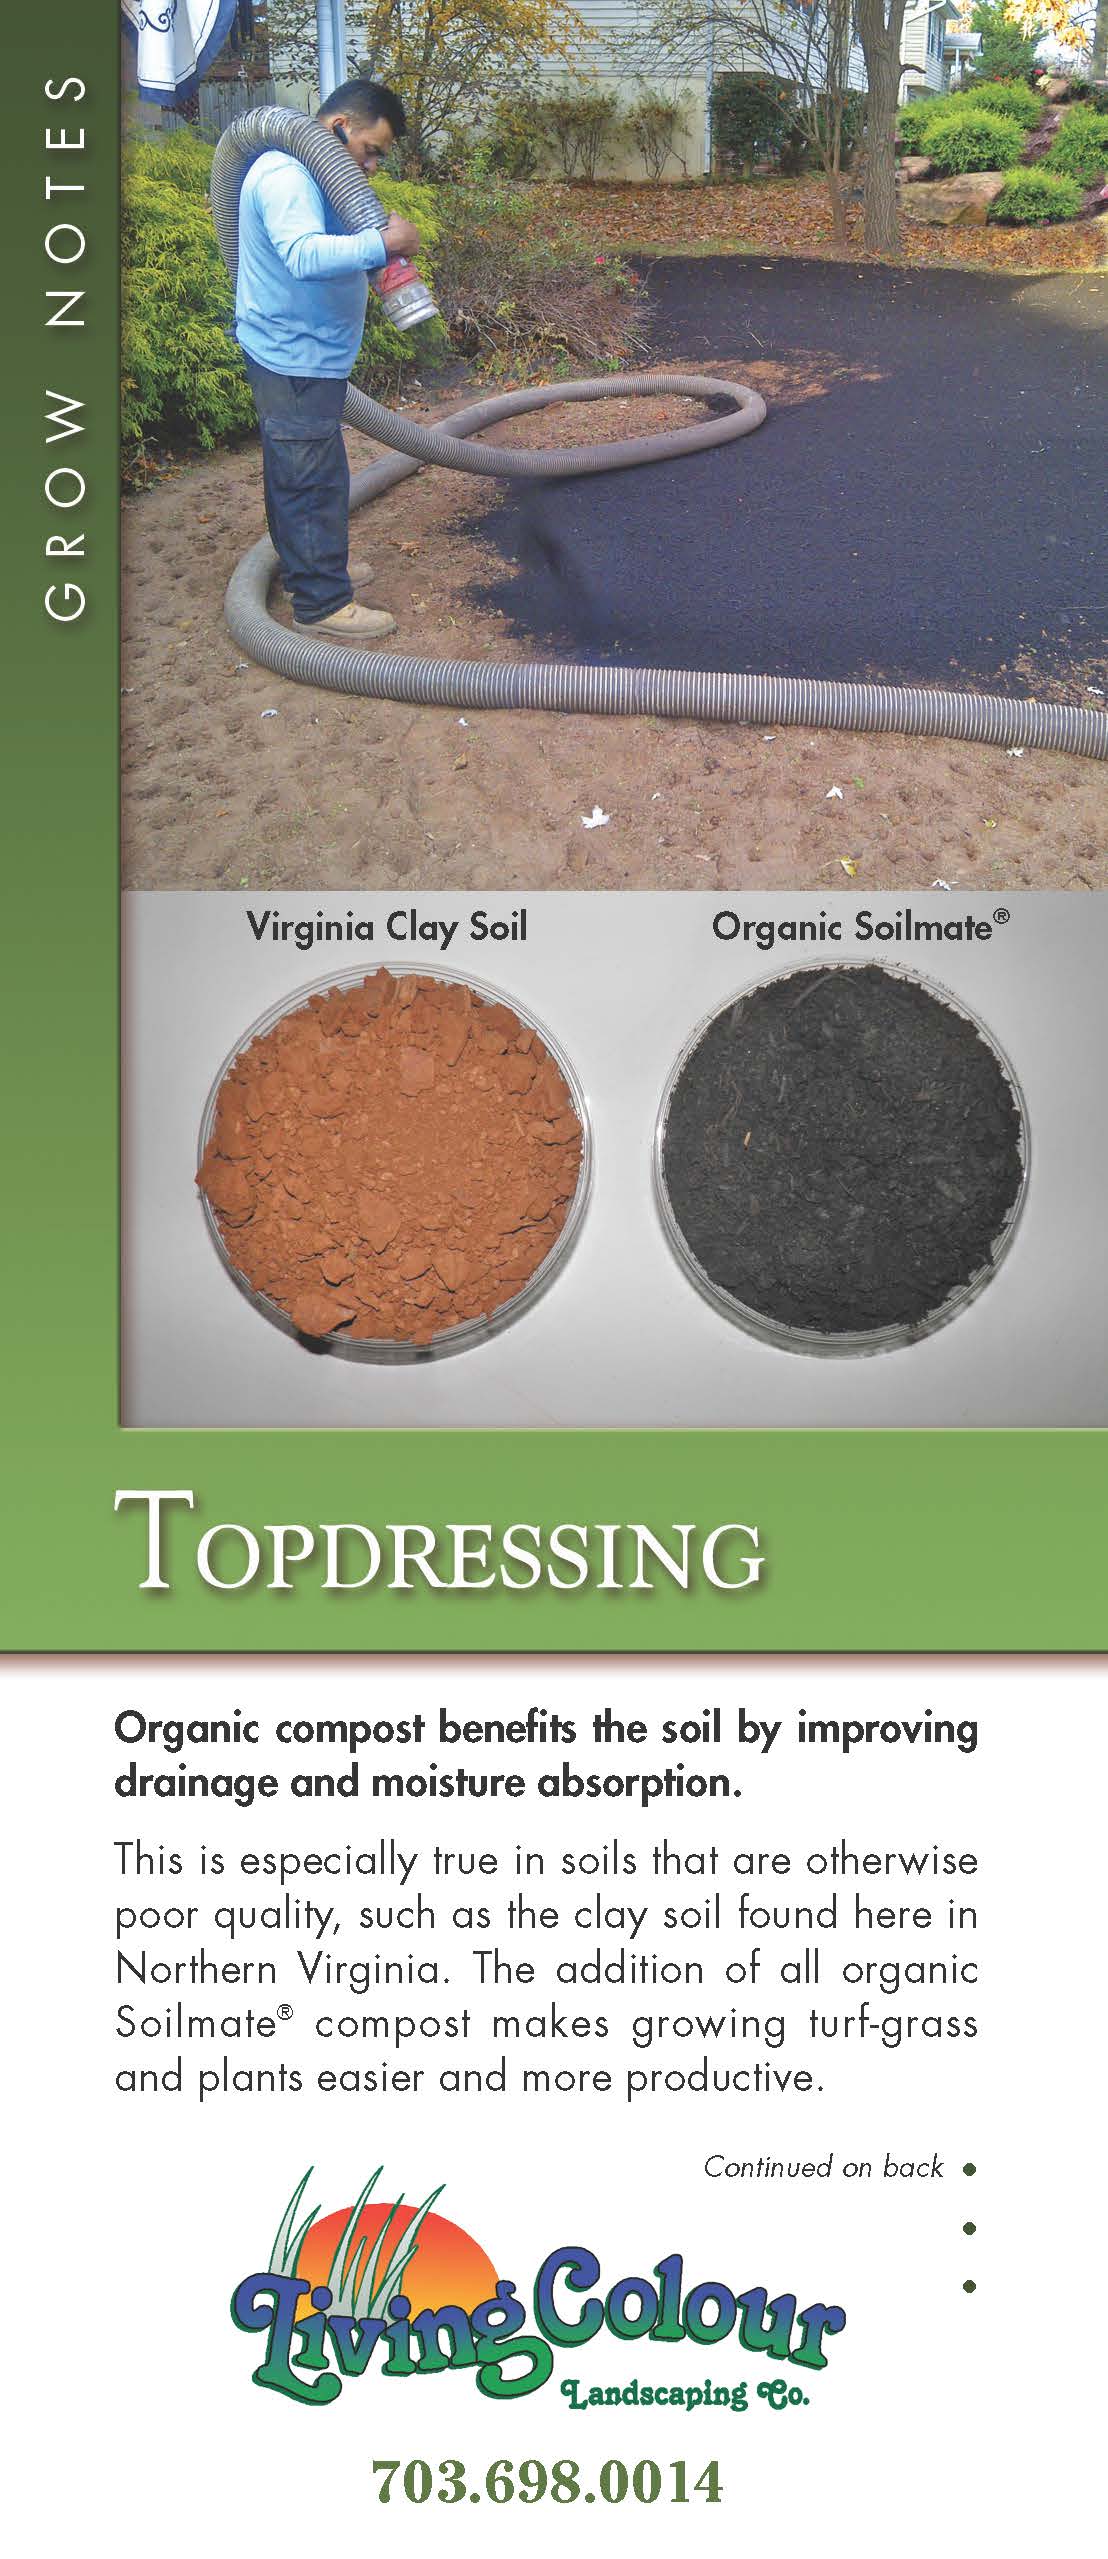 GROW NOTES
Virginia Clay Soil
Organic Soilmate®
TOPDRESSING
Organic compost benefits the soil by improving
drainage and moisture absorption.
This is especially true in soils that are otherwise
poor quality, such as the clay soil found here in
Northern Virginia. The addition of all organic
Soilmate® compost makes growing turf-grass
and plants easier and more productive.
Continued on back
Living Colour
Landscaping Co.
703.698.0014